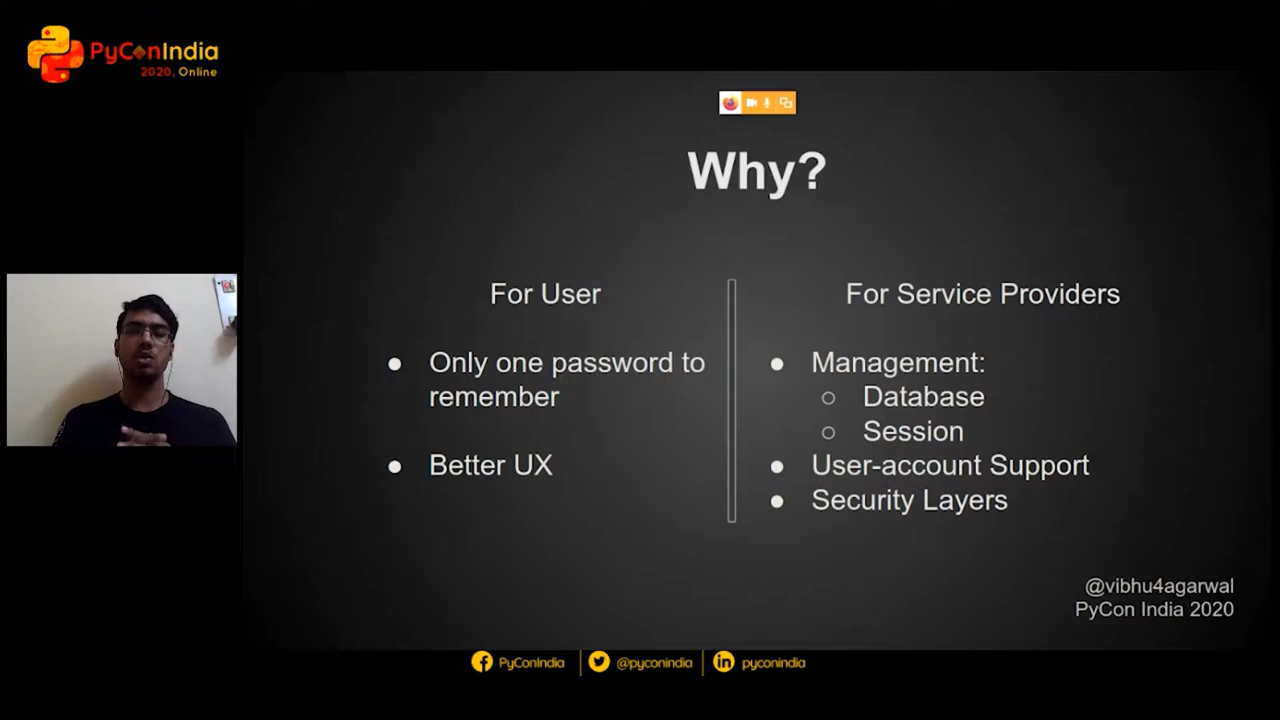 PyConIndia
2020, Online
Why?
For User
Only one password to
remember
Better UX
For Service Providers
Management:
Database
Session
User-account Support
Security Layers
@vibhu4agarwal
PyCon India 2020
PyConIndia
@pyconindia
pyconindia